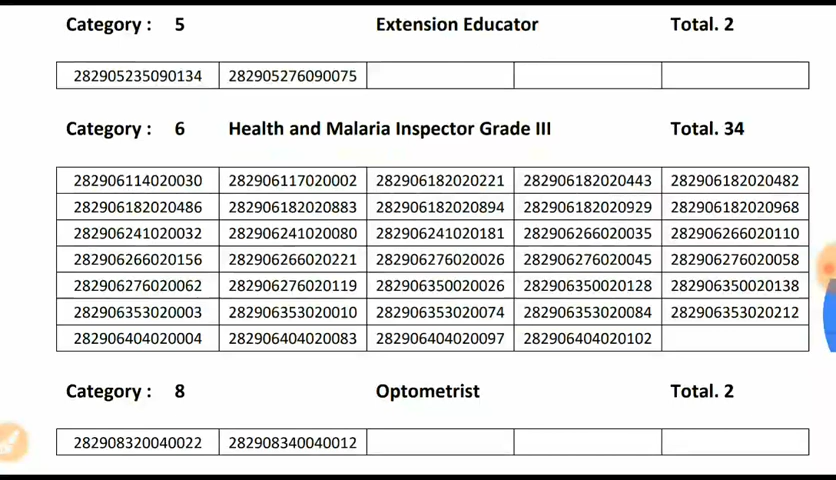 Category : 5 Extension Educator Total. 2
282905235090134 282905276090075
Category : 6 Health and Malaria Inspector Grade III Total. 34
282906114020030 282906117020002 282906182020221 282906182020443 282906182020482
282906182020486 282906182020883 282906182020894 282906182020929 282906182020968
282906241020032 282906241020080 282906241020181 282906266020035 282906266020110
282906266020156 282906266020221 282906276020026 282906276020045 282906276020058
282906276020062 282906276020119 282906350020026 282906350020128 282906350020138
282906353020003 282906353020010 282906353020074 282906353020084 282906353020212
282906404020004 282906404020083 282906404020097 282906404020102
Category : 8 Optometrist Total. 2
282908320040022 282908340040012